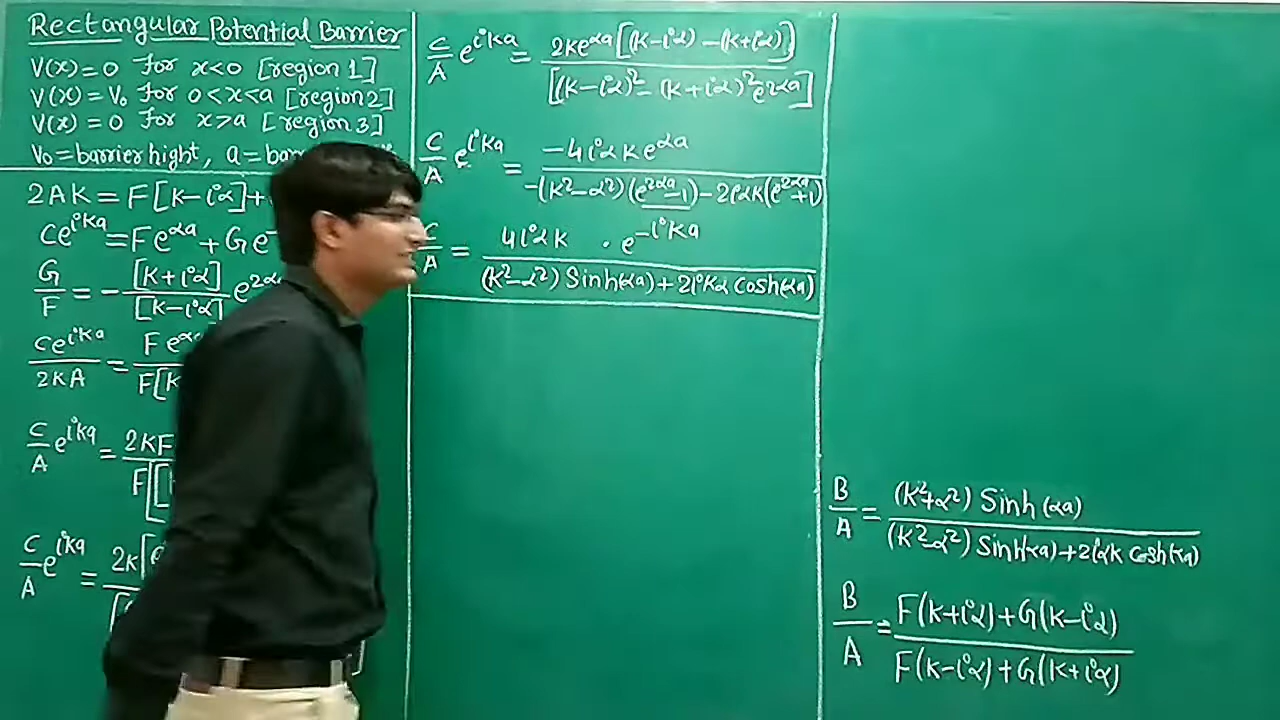 Rectangular Potential Barrier
V(x)=0 for x<0 [region 1]
V(x)=V₀ for 0<x<a [region 2]
V(x)=0 for x>a [region 3]
V₀=barrier hight, a=
2AK=F[K-iα]+
Ce^{iKa}=Fe^{αa}+Ge
G/F = -[K+iα]/[K-iα] e^{2α
Ce^{iKa}/2KA = Fe^{α/F[K
C/A e^{iKa} = 2KF/F[
C/A e^{iKa} = 2K[
C/A e^{iKa} = 2Ke^{αa}[(K-iα)-(K+iα)]/[(K-iα)²-(K+iα)²e^{2αa}]
C/A e^{iKa} = -4iαKe^{αa}/-(K²-α²)(e^{2αa}-1)-2iαK(e^{2αa}+1)
C/A = 4iαK · e^{-iKa}/(K²-α²) Sinh(αa)+2iKα Cosh(αa)
B/A = (K²+α²) Sinh(αa)/(K²-α²) Sinh(αa)+2iαK Cosh(αa)
B/A = F(K+iα)+G(K-iα)/F(K-iα)+G(K+iα)